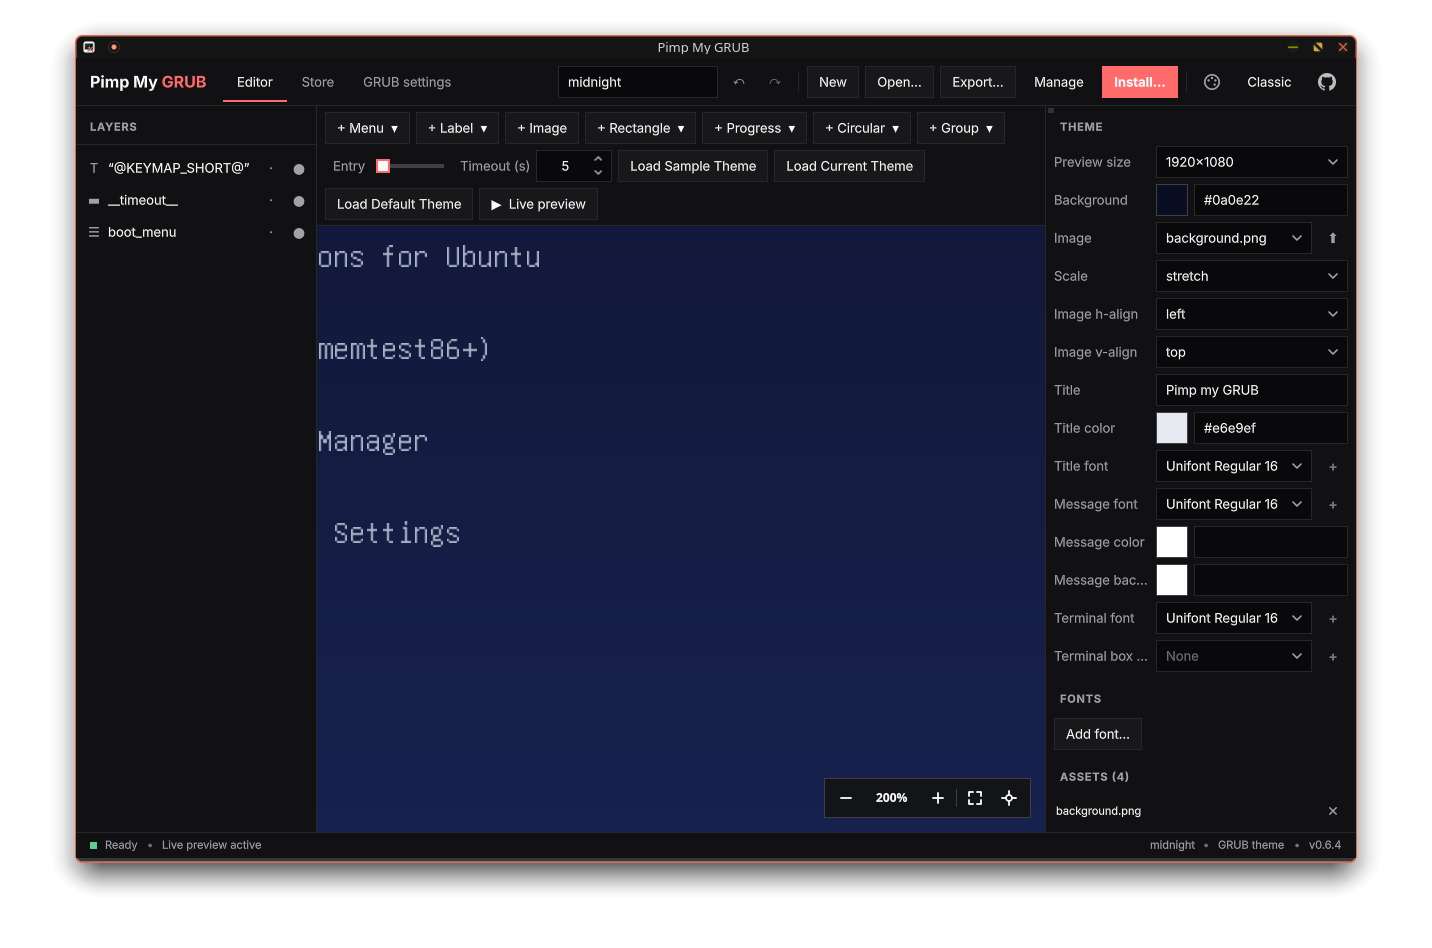 Pimp My GRUB
Pimp My GRUB
Editor
Store
GRUB settings
midnight
New
Open...
Export...
Manage
Install...
Classic
LAYERS
T "@KEYMAP_SHORT@"
__timeout__
boot_menu
+ Menu
+ Label
+ Image
+ Rectangle
+ Progress
+ Circular
+ Group
Entry
Timeout (s)
5
Load Sample Theme
Load Current Theme
Load Default Theme
Live preview
ons for Ubuntu
memtest86+)
Manager
Settings
200%
THEME
Preview size
1920×1080
Background
#0a0e22
Image
background.png
Scale
stretch
Image h-align
left
Image v-align
top
Title
Pimp my GRUB
Title color
#e6e9ef
Title font
Unifont Regular 16
Message font
Unifont Regular 16
Message color
Message bac...
Terminal font
Unifont Regular 16
Terminal box ...
None
FONTS
Add font...
ASSETS (4)
background.png
Ready • Live preview active
midnight • GRUB theme • v0.6.4